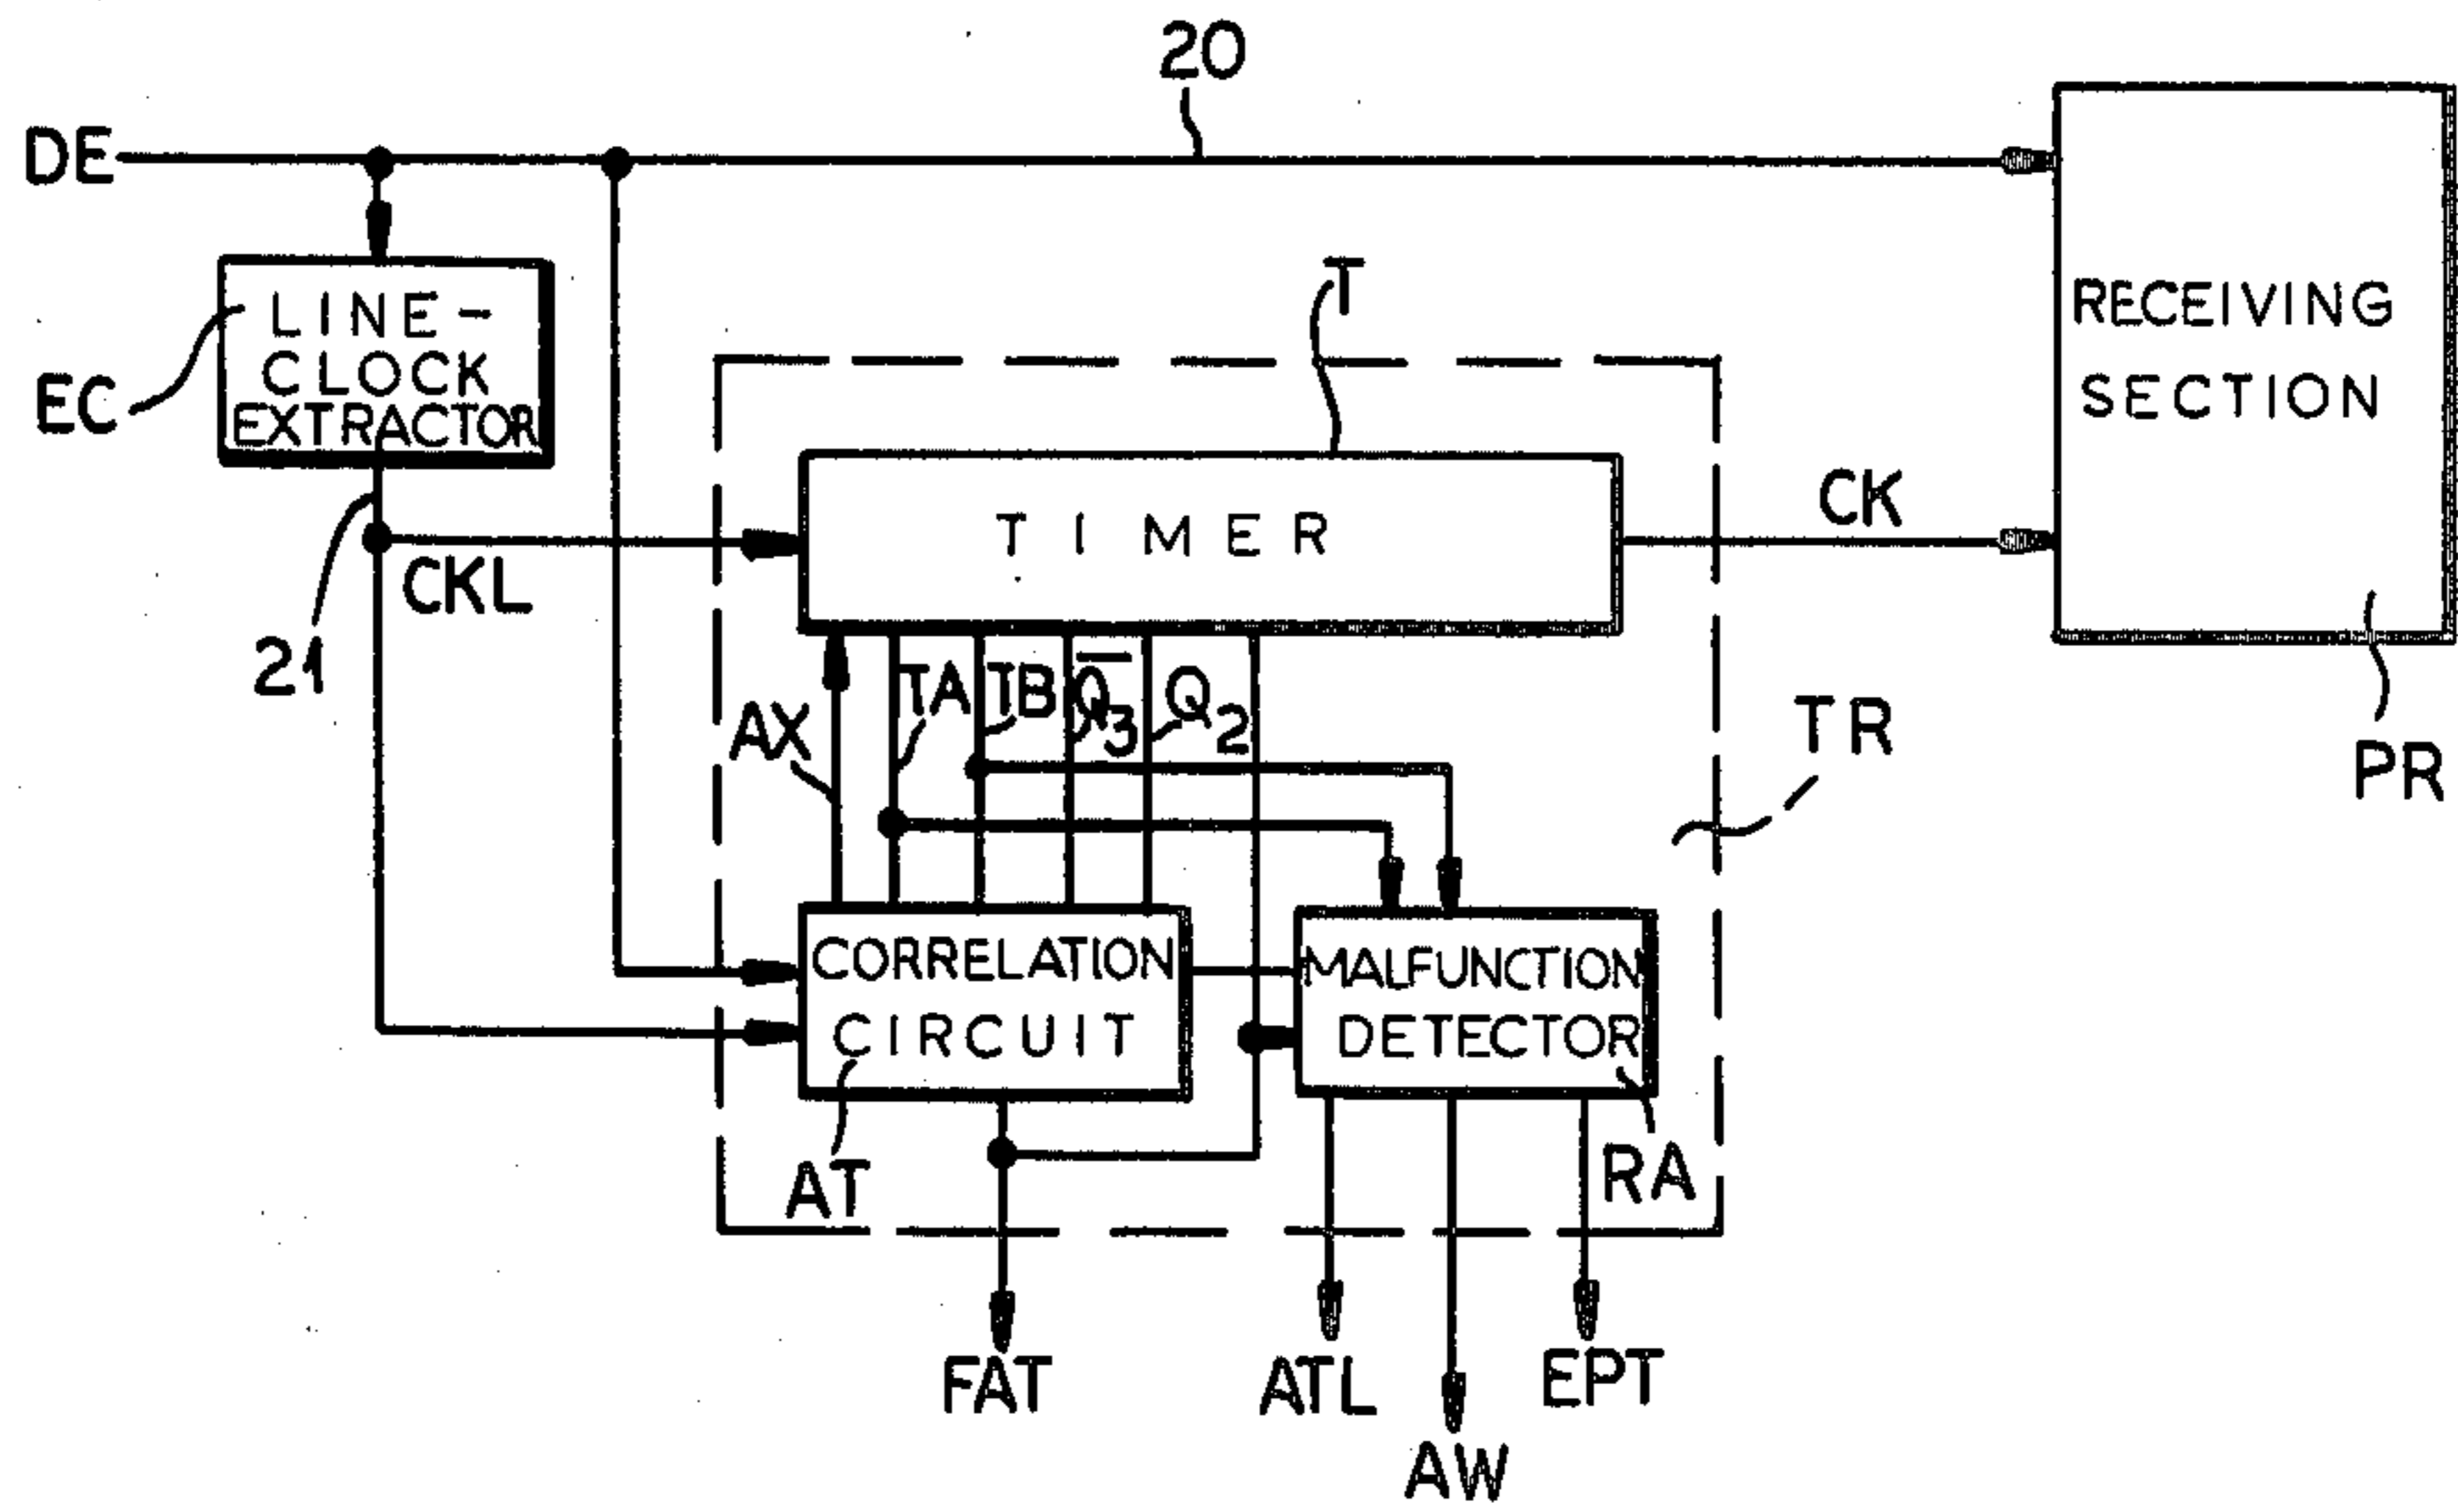 20
DE
LINE-
CLOCK
EXTRACTOR
EC
RECEIVING
SECTION
T
TIMER
CK
CKL
21
AX
TA
TB
Q̅3
Q2
TR
PR
CORRELATION
CIRCUIT
MALFUNCTION
DETECTOR
AT
RA
FAT
ATL
EPT
AW